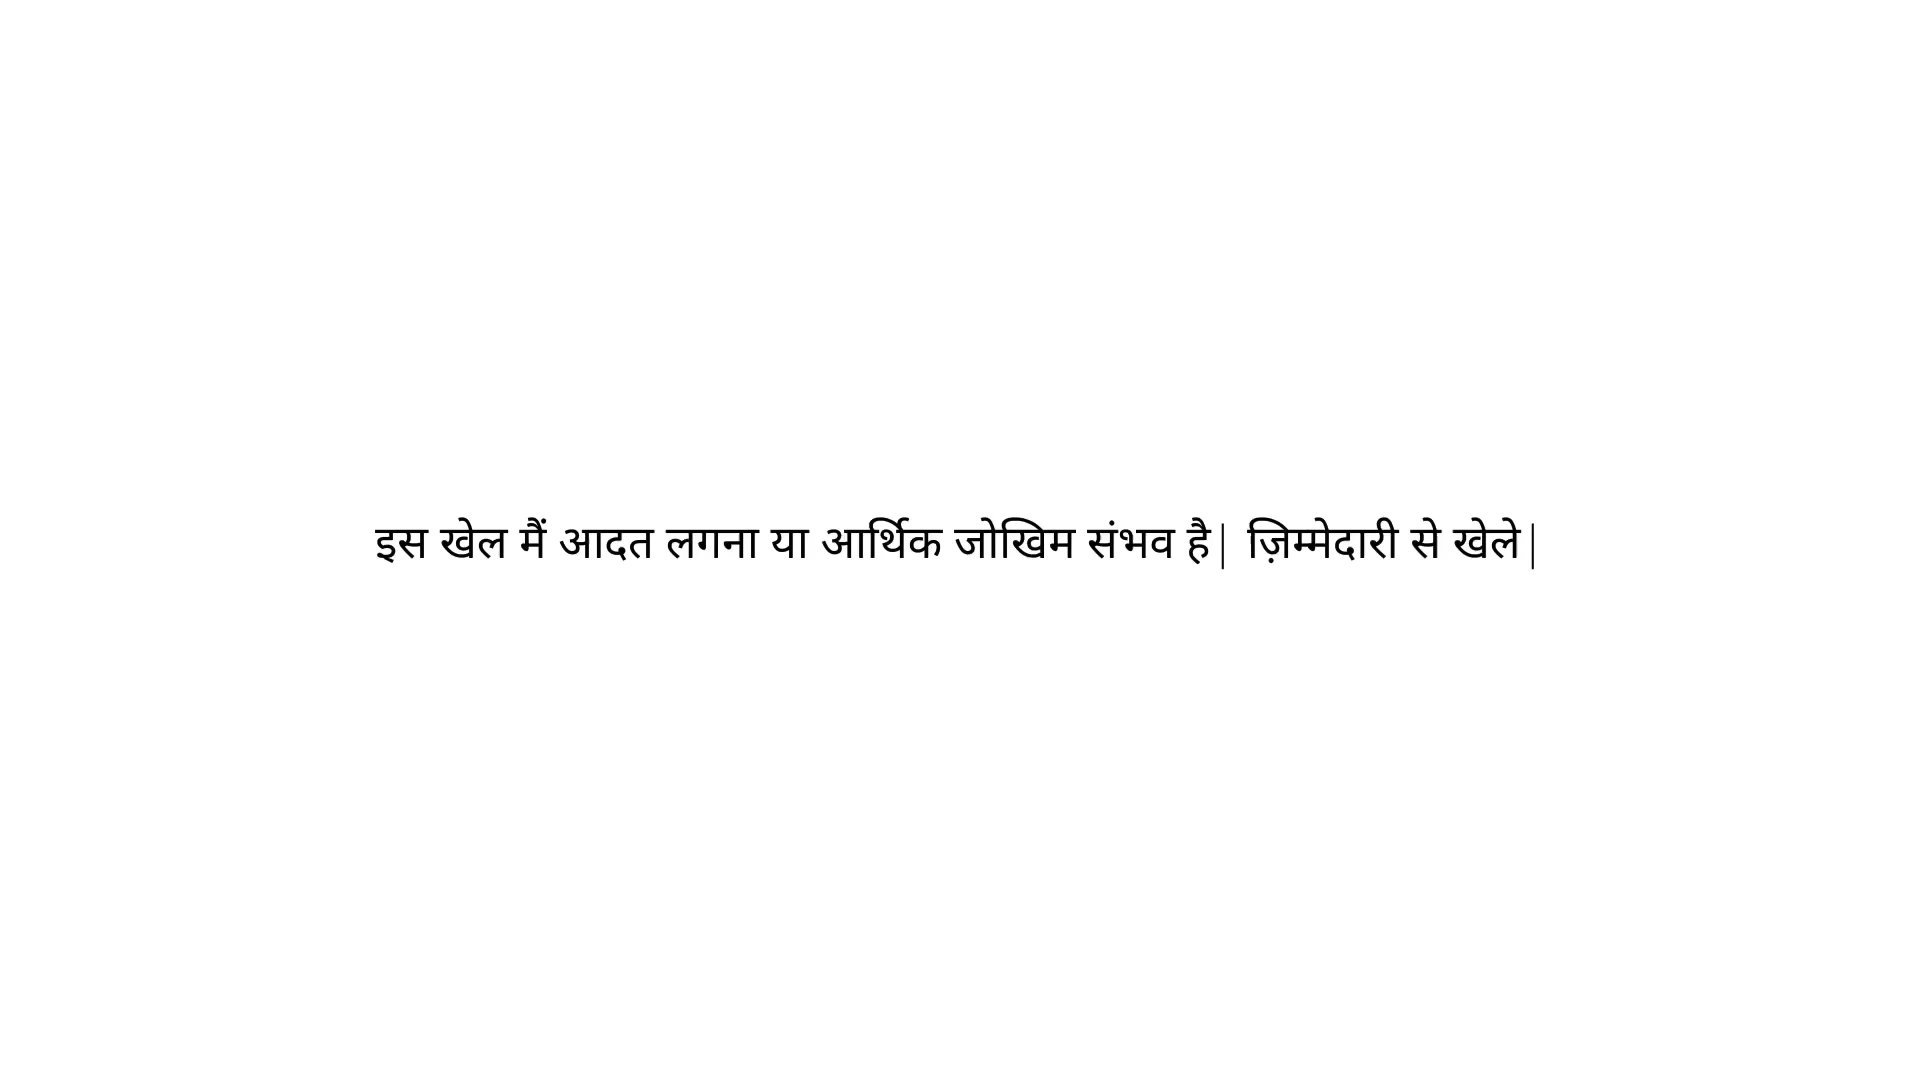 इस खेल मैं आदत लगना या आर्थिक जोखिम संभव है| ज़िम्मेदारी से खेले|